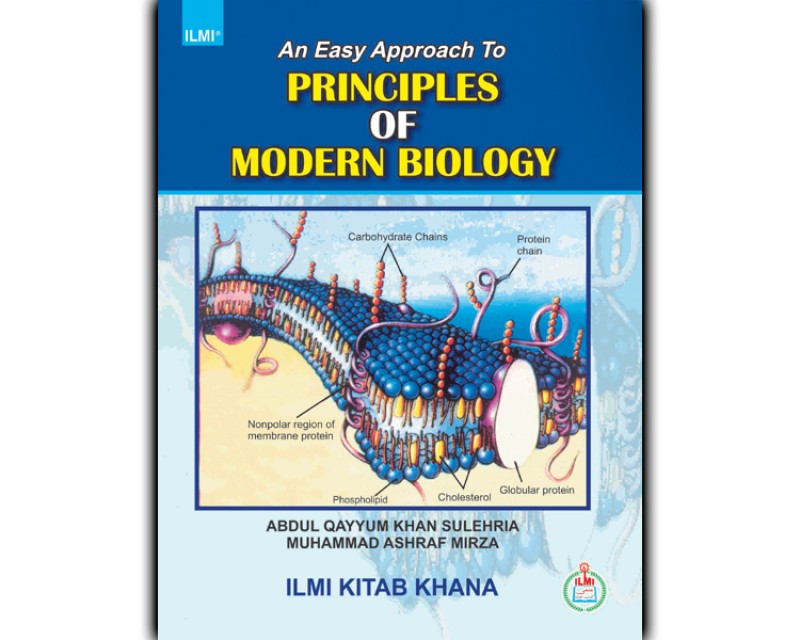 ILMI®
An Easy Approach To
PRINCIPLES
OF
MODERN BIOLOGY
Carbohydrate Chains
Protein
chain
Nonpolar region of
membrane protein
Phospholipid
Cholesterol
Globular protein
ABDUL QAYYUM KHAN SULEHRIA
MUHAMMAD ASHRAF MIRZA
ILMI KITAB KHANA
ILMI